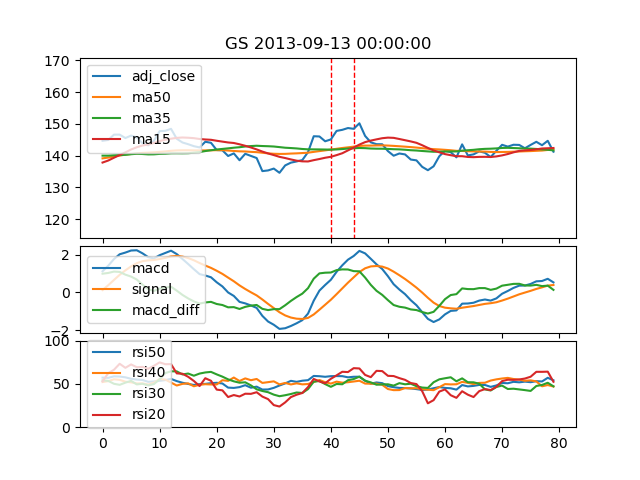 GS 2013-09-13 00:00:00
170
160
150
140
130
120
adj_close
ma50
ma35
ma15
2
0
−2
macd
signal
macd_diff
100
50
0
rsi50
rsi40
rsi30
rsi20
0 10 20 30 40 50 60 70 80